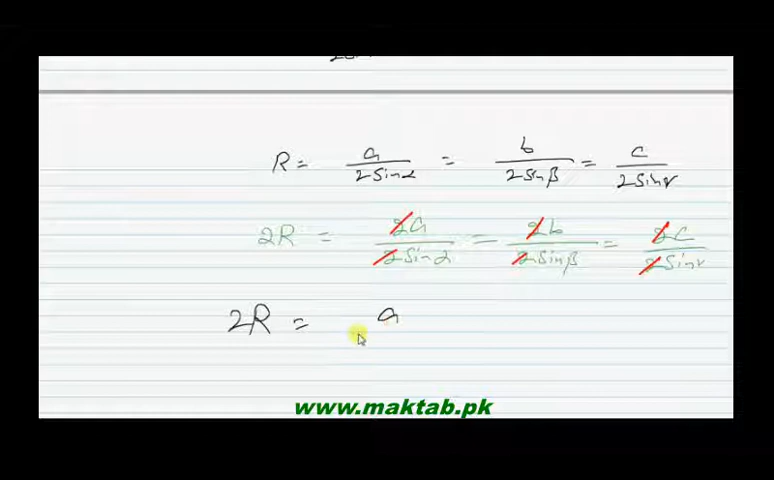 R = a/2Sinα = b/2Sinβ = c/2Sinγ
2R = 2a/2Sinα = 2b/2Sinβ = 2c/2Sinγ
2R = a
www.maktab.pk